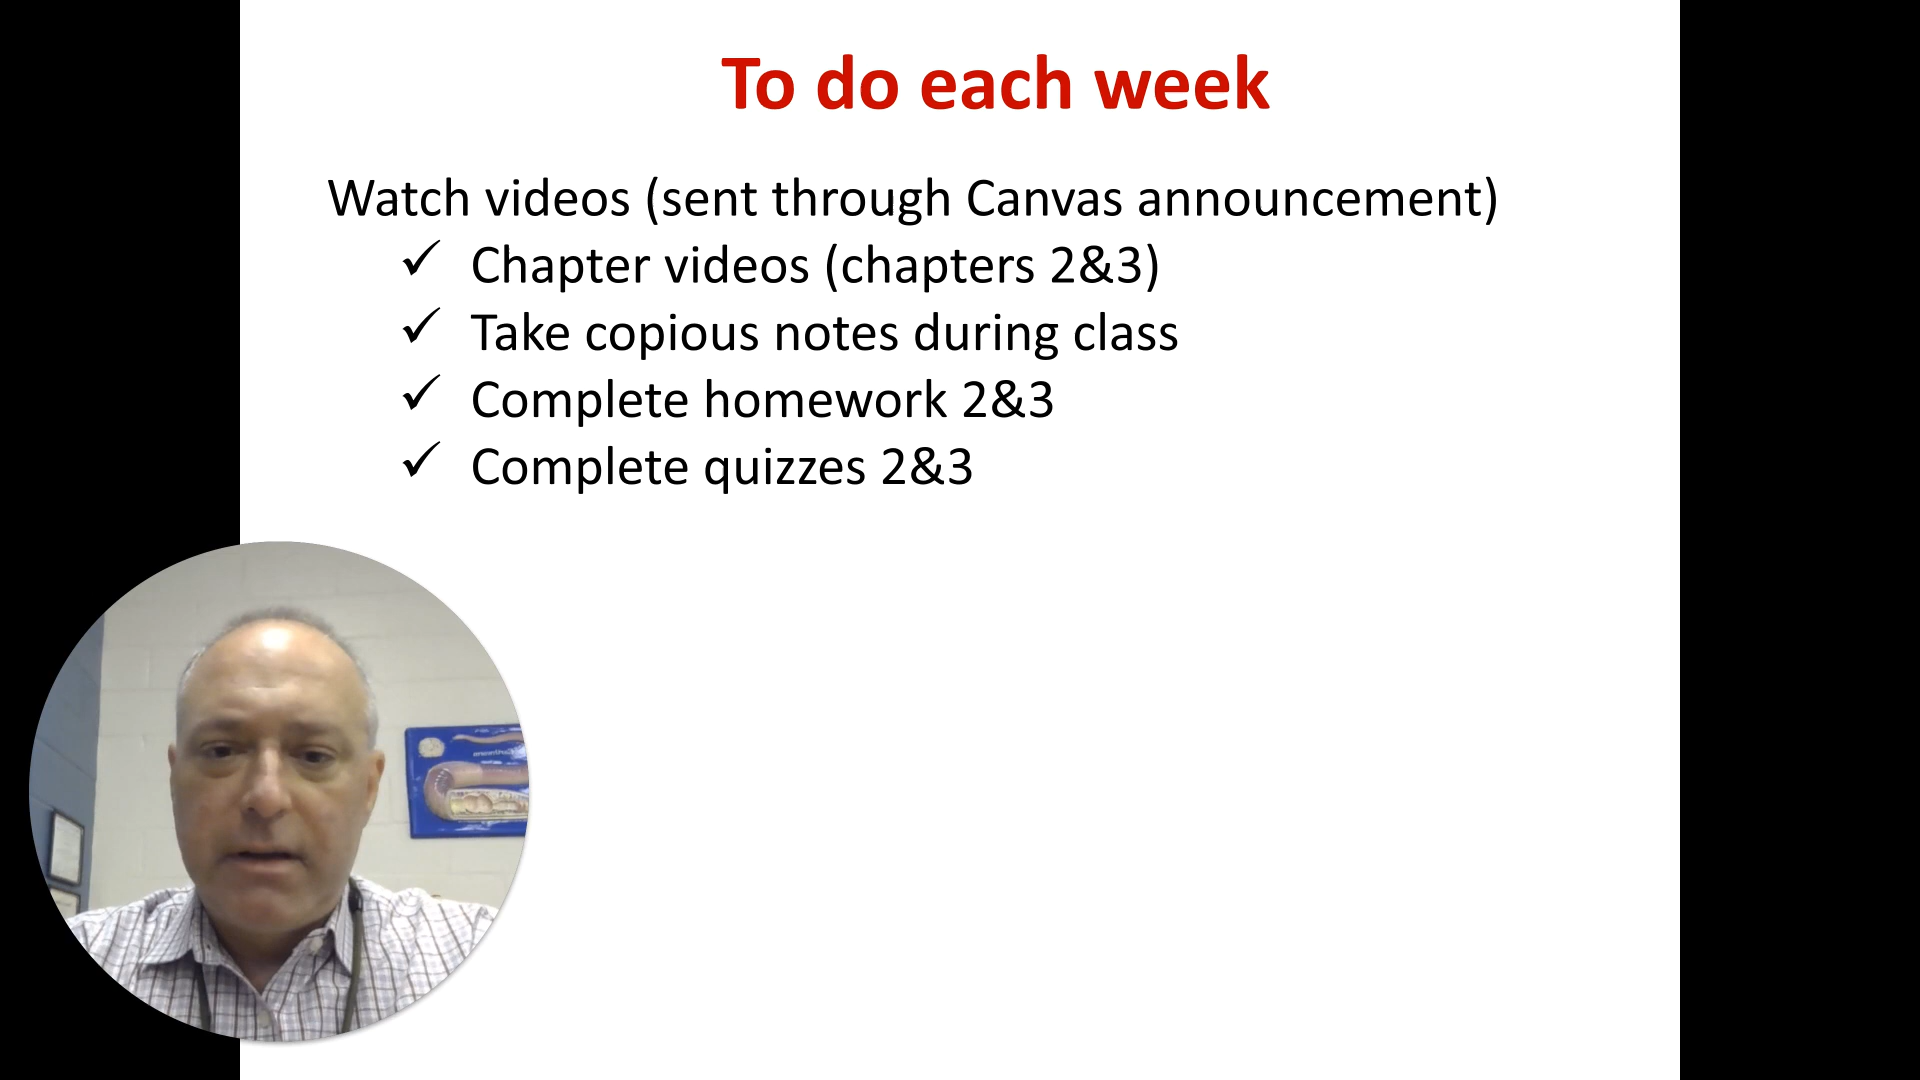 To do each week
Watch videos (sent through Canvas announcement)
✓ Chapter videos (chapters 2&3)
✓ Take copious notes during class
✓ Complete homework 2&3
✓ Complete quizzes 2&3